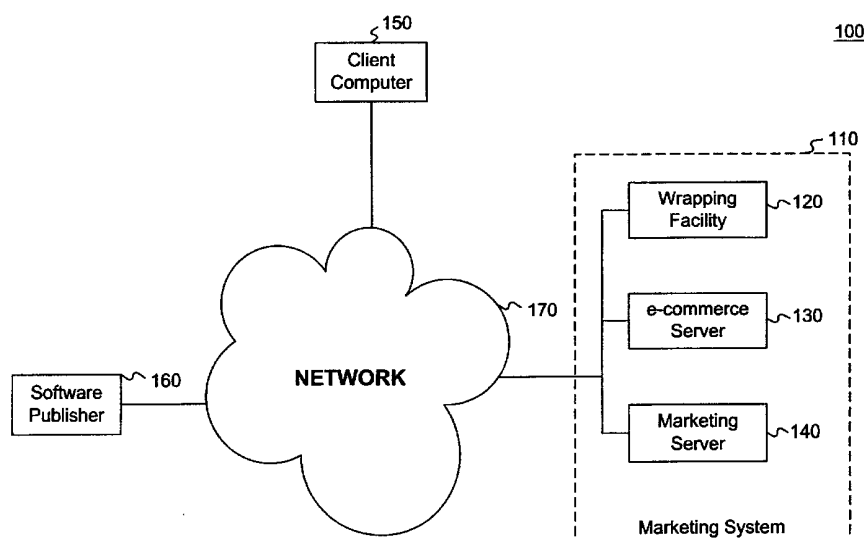 150
100
Client
Computer
110
Wrapping
Facility
120
170
e-commerce
Server
130
NETWORK
160
Software
Publisher
Marketing
Server
140
Marketing System